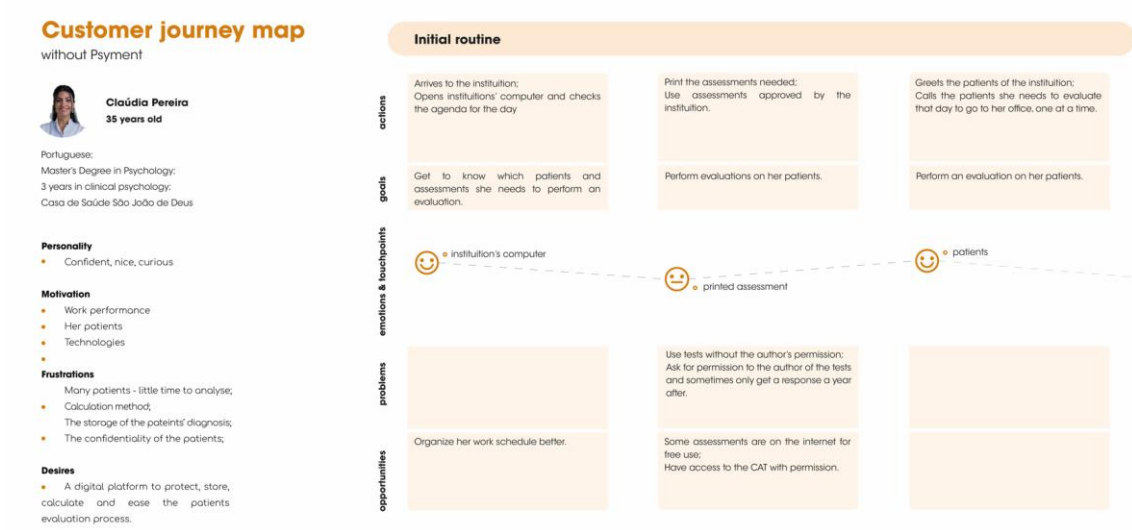 Customer journey map
without Psyment
Claúdia Pereira
35 years old
Portuguese;
Master's Degree in Psychology;
3 years in clinical psychology;
Casa de Saúde São João de Deus
Personality
Confident, nice, curious
Motivation
Work performance
Her patients
Technologies
Frustrations
Many patients - little time to analyse;
Calculation method;
The storage of the pateints' diagnosis;
The confidentiality of the patients;
Desires
A digital platform to protect, store,
calculate and ease the patients
evaluation process.
Initial routine
actions
Arrives to the instituition;
Opens instituitions' computer and checks
the agenda for the day
Print the assessments needed;
Use assessments approved by the
instituition.
Greets the patients of the instituition;
Calls the patients she needs to evaluate
that day to go to her office, one at a time.
goals
Get to know which patients and
assessments she needs to perform an
evaluation.
Perform evaluations on her patients.
Perform an evaluation on her patients.
emotions & touchpoints
instituition's computer
printed assessment
patients
problems
Use tests without the author's permission;
Ask for permission to the author of the tests
and sometimes only get a response a year
after.
opportunities
Organize her work schedule better.
Some assessments are on the internet for
free use;
Have access to the CAT with permission.